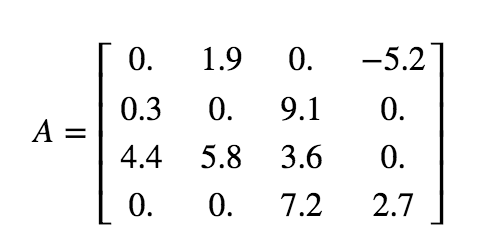 0. 1.9 0. −5.2
0.3 0. 9.1 0.
A =
4.4 5.8 3.6 0.
0. 0. 7.2 2.7